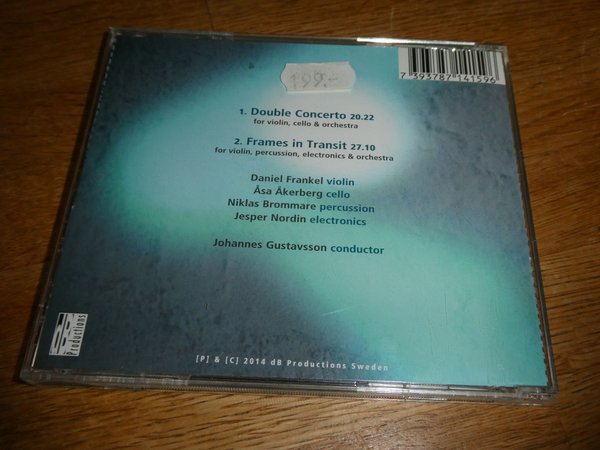 199:-
7 393787 141596
1. Double Concerto 20.22
for violin, cello & orchestra
2. Frames in Transit 27.10
for violin, percussion, electronics & orchestra
Daniel Frankel violin
Åsa Åkerberg cello
Niklas Brommare percussion
Jesper Nordin electronics
Johannes Gustavsson conductor
dB Productions
[P] & [C] 2014 dB Productions Sweden